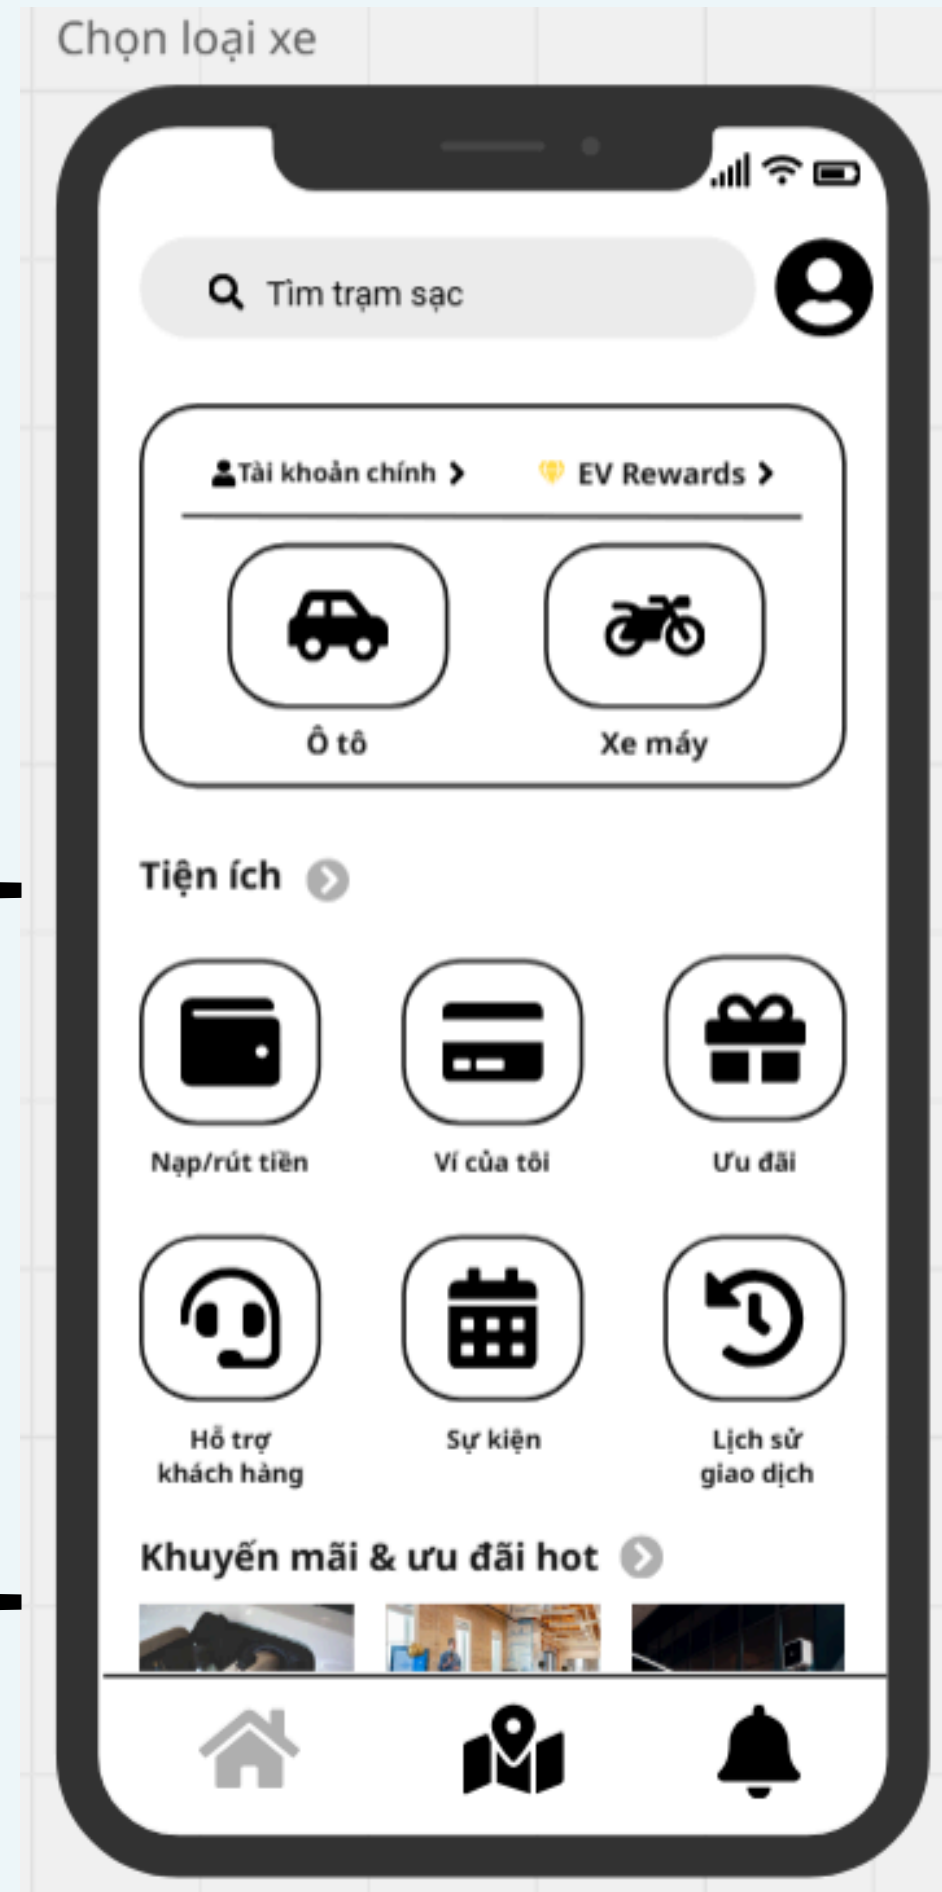 Chọn loại xe
Tìm trạm sạc
Tài khoản chính
EV Rewards
Ô tô
Xe máy
Tiện ích
Nạp/rút tiền
Ví của tôi
Ưu đãi
Hỗ trợ
khách hàng
Sự kiện
Lịch sử
giao dịch
Khuyến mãi & ưu đãi hot